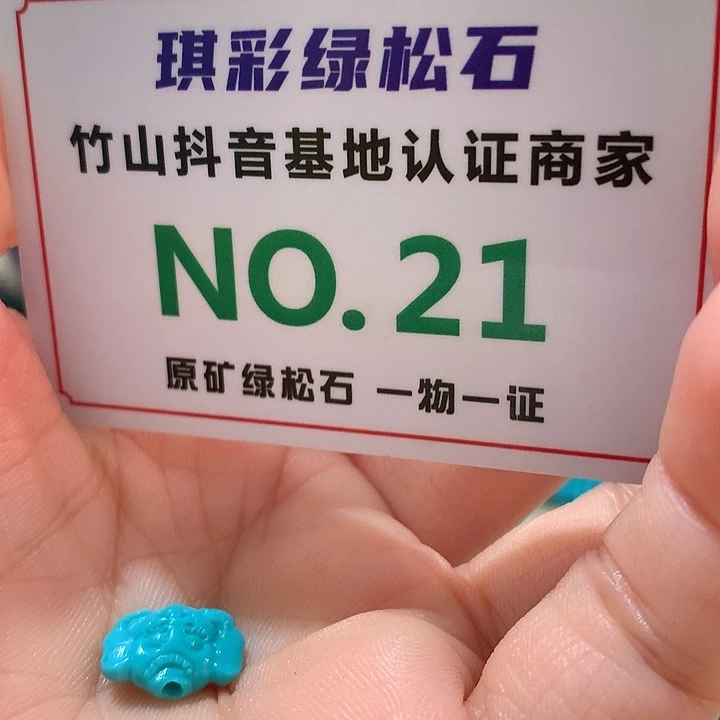 琪彩绿松石
竹山抖音基地认证商家
NO.21
原矿绿松石 一物一证